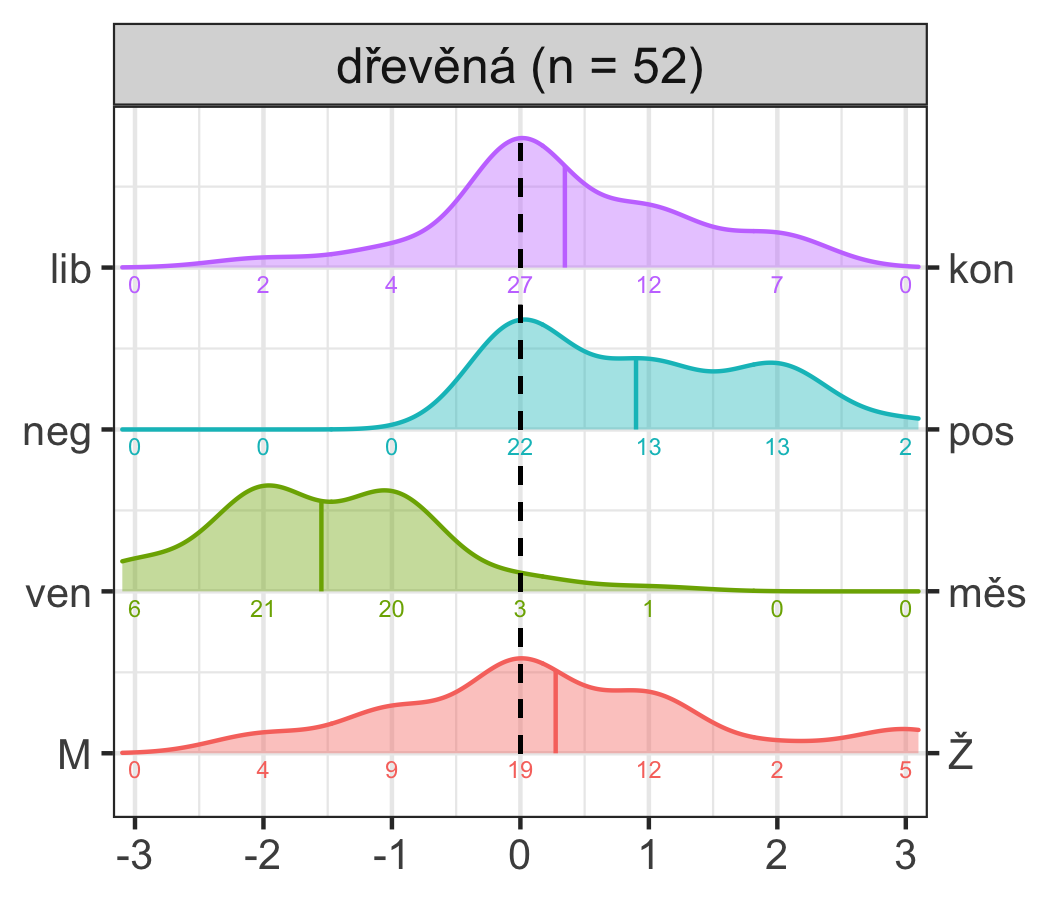 dřevěná (n = 52)
lib kon
0 2 4 27 12 7 0
neg pos
0 0 0 22 13 13 2
ven měs
6 21 20 3 1 0 0
M Ž
0 4 9 19 12 2 5
-3 -2 -1 0 1 2 3